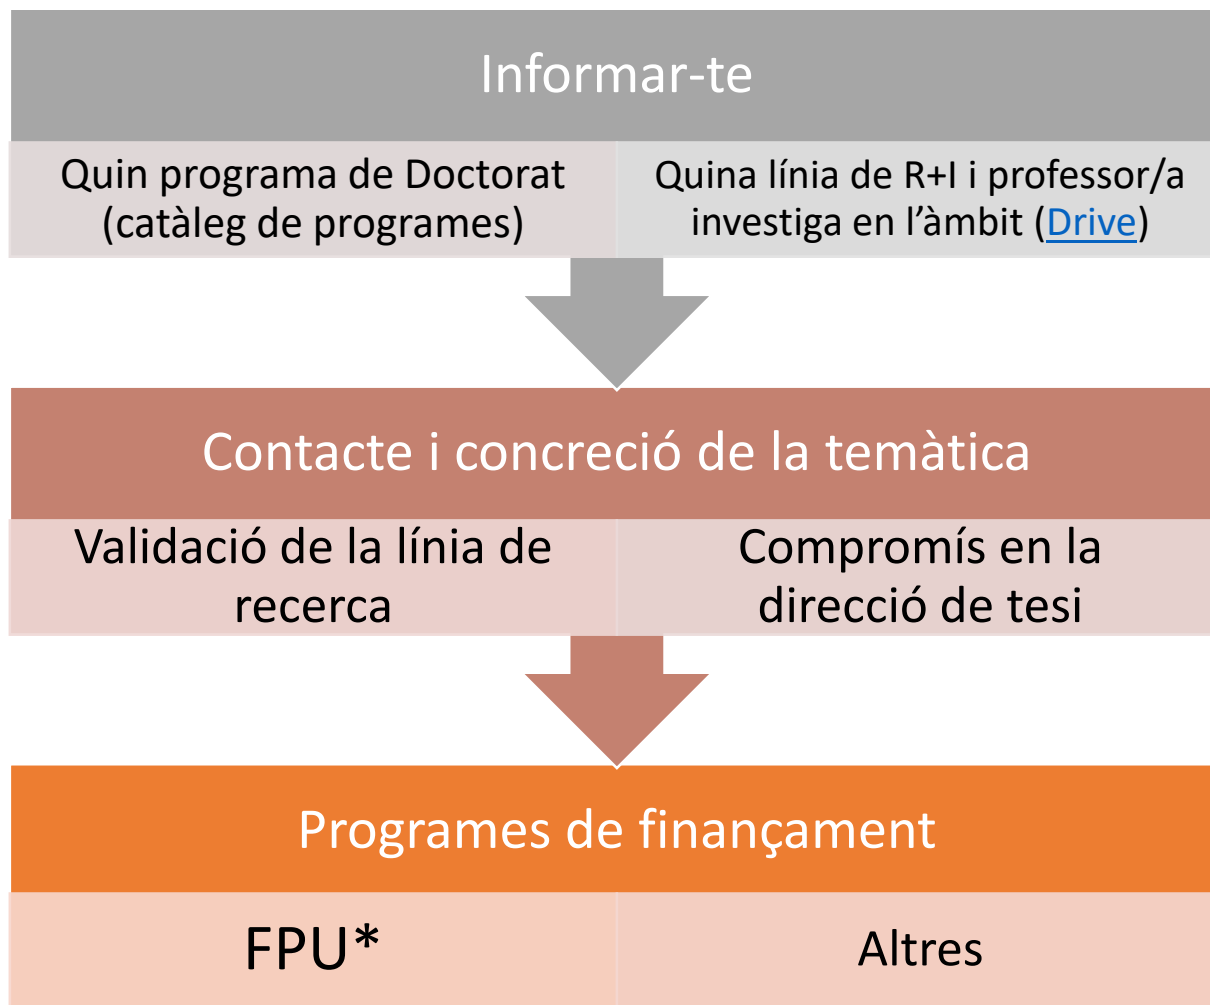 Informar-te
Quin programa de Doctorat
(catàleg de programes)
Quina línia de R+I i professor/a
investiga en l’àmbit (Drive)
Contacte i concreció de la temàtica
Validació de la línia de
recerca
Compromís en la
direcció de tesi
Programes de finançament
FPU*
Altres